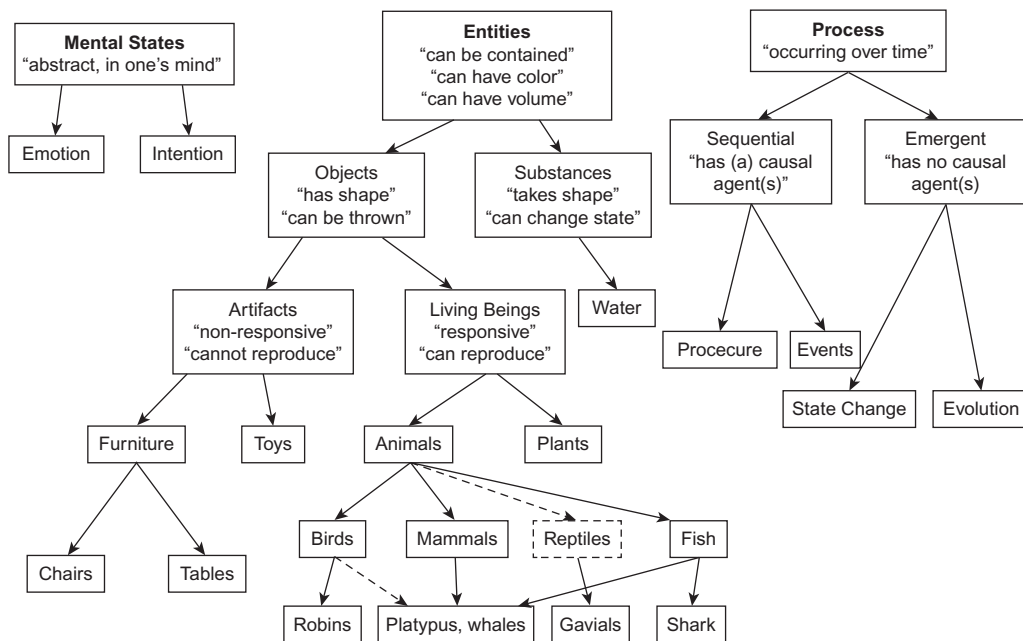 Mental States
“abstract, in one’s mind”
Emotion
Intention
Entities
“can be contained”
“can have color”
“can have volume”
Objects
“has shape”
“can be thrown”
Substances
“takes shape”
“can change state”
Artifacts
“non-responsive”
“cannot reproduce”
Living Beings
“responsive”
“can reproduce”
Water
Furniture
Toys
Animals
Plants
Chairs
Tables
Birds
Mammals
Reptiles
Fish
Robins
Platypus, whales
Gavials
Shark
Process
“occurring over time”
Sequential
“has (a) causal
agent(s)”
Emergent
“has no causal
agent(s)
Procecure
Events
State Change
Evolution